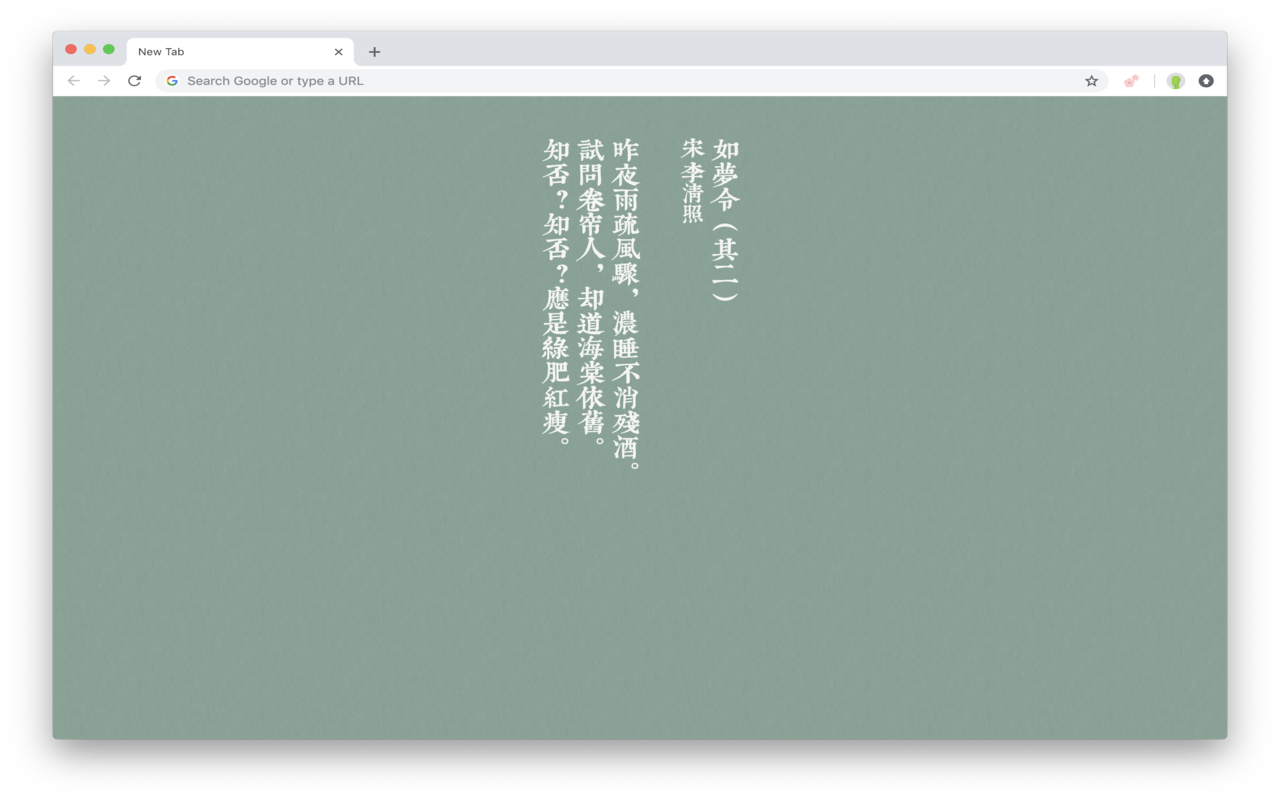 New Tab
Search Google or type a URL
如夢令（其二）
宋 李清照
昨夜雨疏風驟，濃睡不消殘酒。
試問卷帘人，却道海棠依舊。
知否？知否？應是綠肥紅瘦。